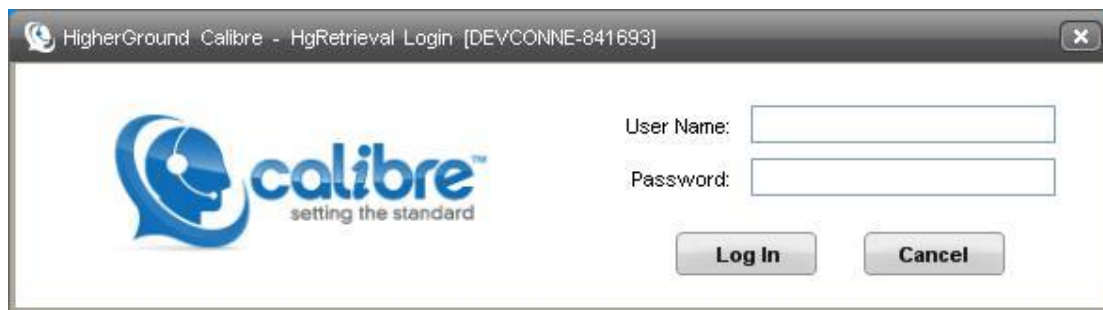 HigherGround Calibre - HgRetrieval Login [DEVCONNE-841693]
calibre™
setting the standard
User Name:
Password:
Log In Cancel